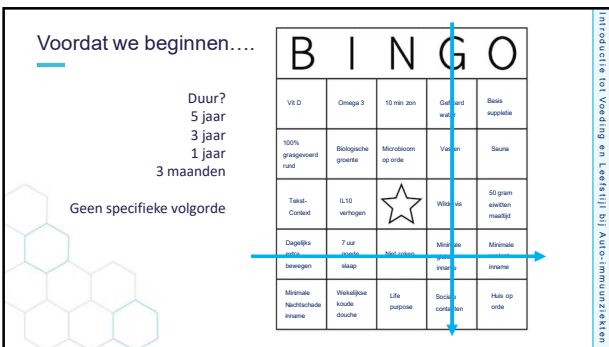 Voordat we beginnen….
Duur?
5 jaar
3 jaar
1 jaar
3 maanden
Geen specifieke volgorde
B I N G O
Vit D
Omega 3
10 min zon
Gefilterd
water
Basis
suppletie
100%
grasgevoerd
rund
Biologische
groente
Microbioom
op orde
Vasten
Sauna
Tekst-
Context
IL10
verhogen
Wilde vis
50 gram
eiwitten
maaltijd
Dagelijks
extra
bewegen
7 uur
goede
slaap
Niet roken
Minimale
inname
Minimale
inname
Minimale
Nachtschade
inname
Wekelijkse
koude
douche
Life
purpose
Sociale
contacten
Huis op
orde
Introductie tot Voeding en Leefstijl bij Auto-immuunziekten